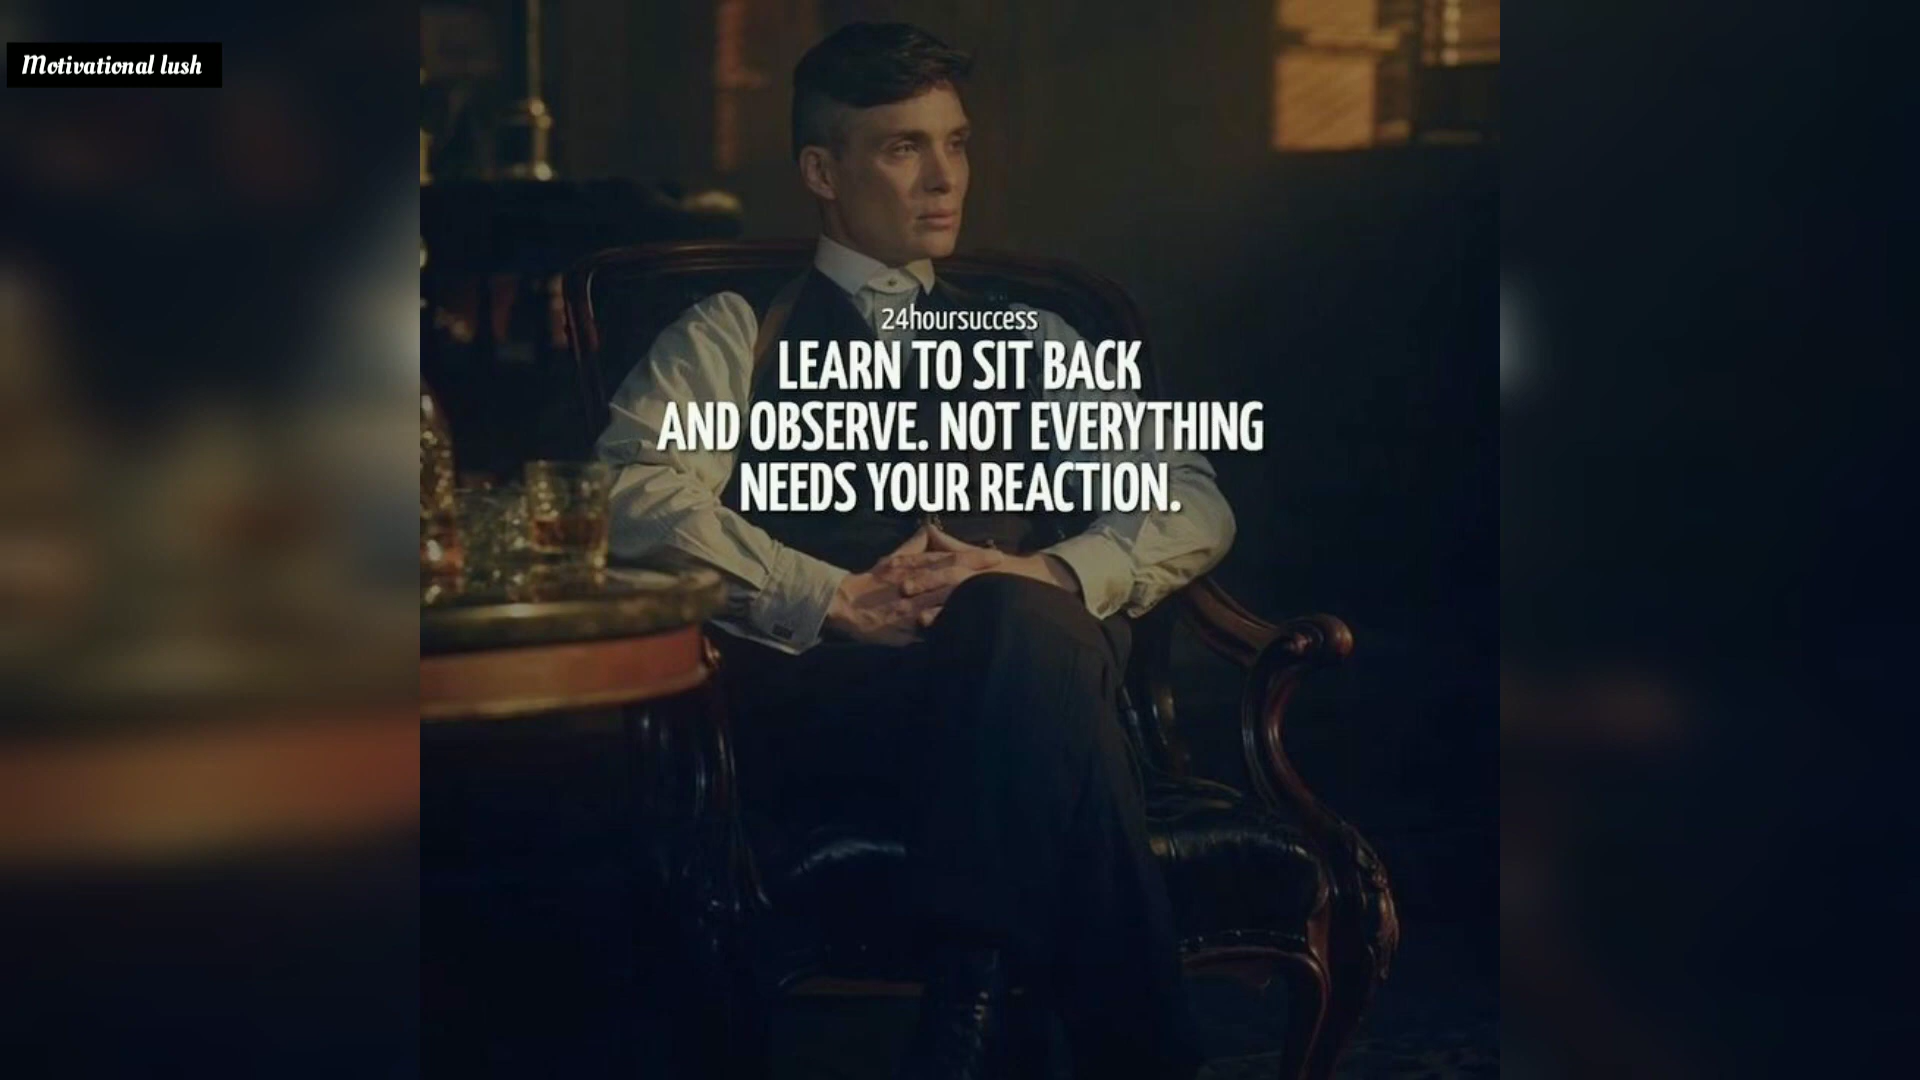 Motivational lush
24hoursuccess
LEARN TO SIT BACK
AND OBSERVE. NOT EVERYTHING
NEEDS YOUR REACTION.